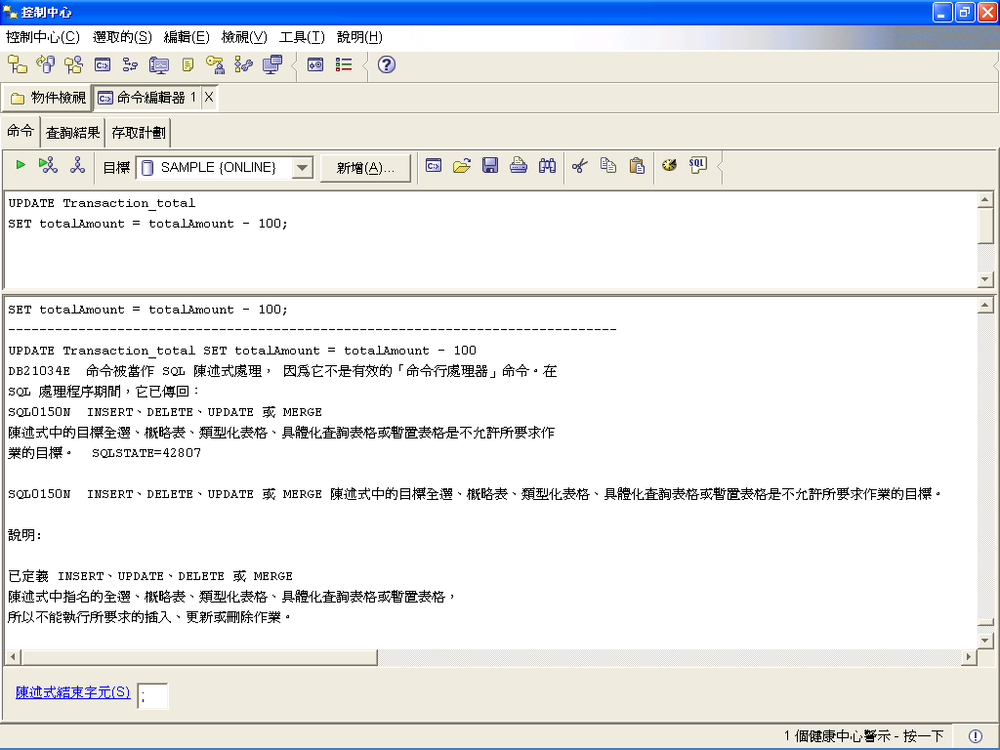 控制中心
控制中心(C) 選取的(S) 編輯(E) 檢視(V) 工具(T) 說明(H)
物件檢視 命令編輯器 1 X
命令 查詢結果 存取計劃
目標 SAMPLE {ONLINE} 新增(A)... SQL
UPDATE Transaction_total
SET totalAmount = totalAmount - 100;
SET totalAmount = totalAmount - 100;
------------------------------------------------------------------------------
UPDATE Transaction_total SET totalAmount = totalAmount - 100
DB21034E 命令被當作 SQL 陳述式處理， 因為它不是有效的「命令行處理器」命令。在
SQL 處理程序期間，它已傳回：
SQL0150N INSERT、DELETE、UPDATE 或 MERGE
陳述式中的目標全選、概略表、類型化表格、具體化查詢表格或暫置表格是不允許所要求作
業的目標。 SQLSTATE=42807
SQL0150N INSERT、DELETE、UPDATE 或 MERGE 陳述式中的目標全選、概略表、類型化表格、具體化查詢表格或暫置表格是不允許所要求作業的目標。
說明:
已定義 INSERT、UPDATE、DELETE 或 MERGE
陳述式中指名的全選、概略表、類型化表格、具體化查詢表格或暫置表格，
所以不能執行所要求的插入、更新或刪除作業。
陳述式結束字元(S) ;
1 個健康中心警示 - 按一下